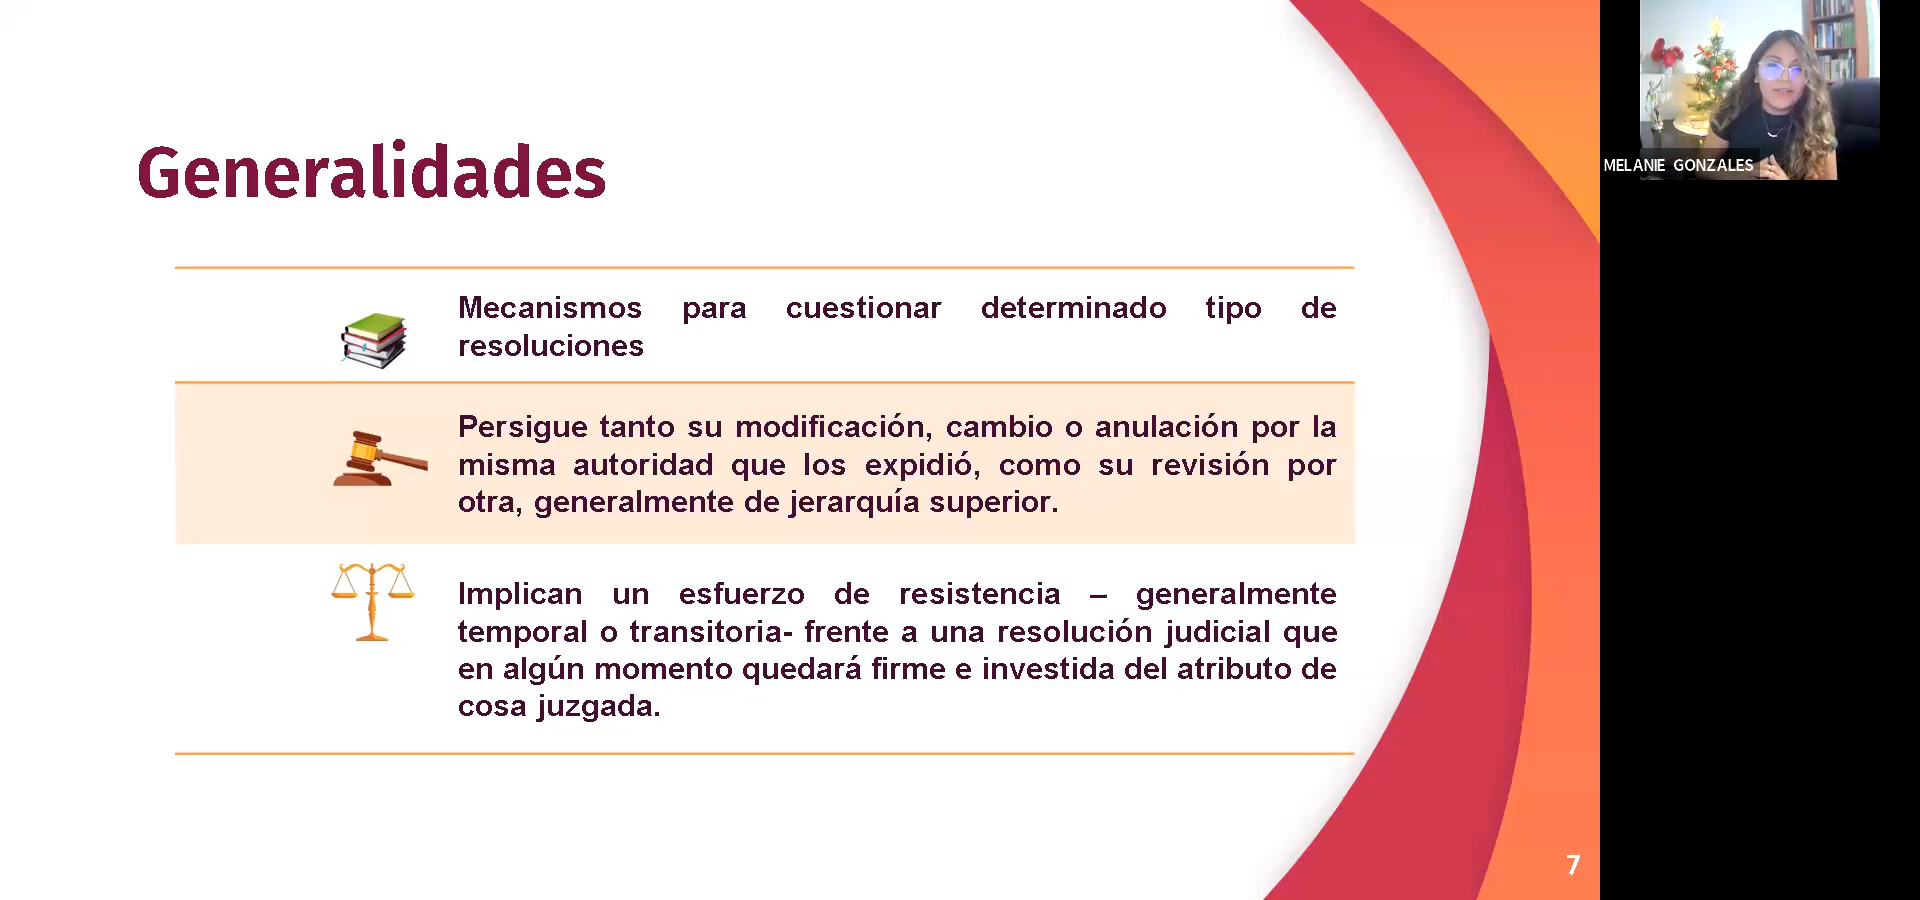 Generalidades
Mecanismos para cuestionar determinado tipo de
resoluciones
Persigue tanto su modificación, cambio o anulación por la
misma autoridad que los expidió, como su revisión por
otra, generalmente de jerarquía superior.
Implican un esfuerzo de resistencia – generalmente
temporal o transitoria- frente a una resolución judicial que
en algún momento quedará firme e investida del atributo de
cosa juzgada.
7
MELANIE GONZALES